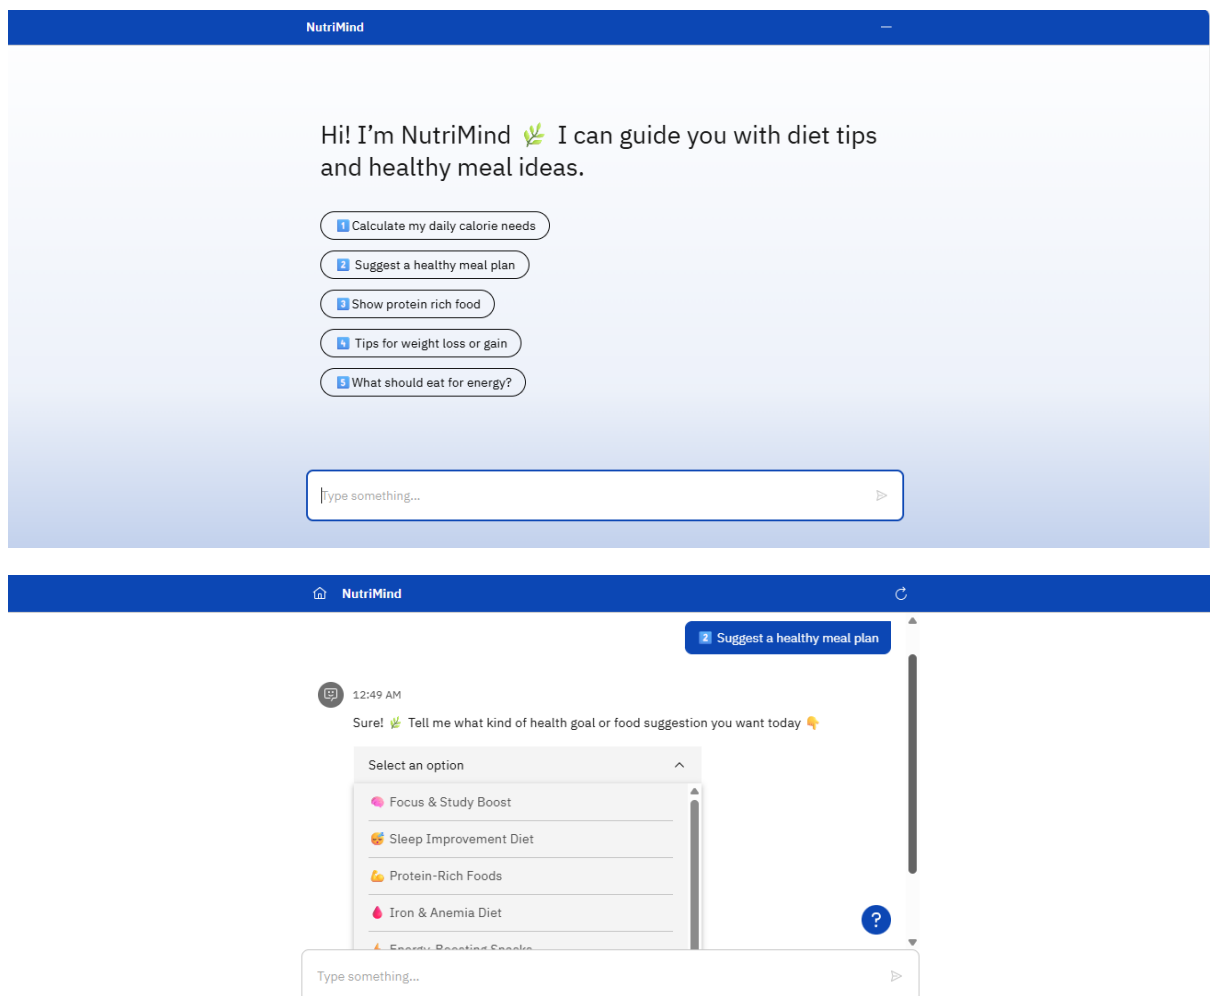 NutriMind
Hi! I'm NutriMind 🌿 I can guide you with diet tips
and healthy meal ideas.
1️⃣ Calculate my daily calorie needs
2️⃣ Suggest a healthy meal plan
3️⃣ Show protein rich food
4️⃣ Tips for weight loss or gain
5️⃣ What should eat for energy?
Type something...
NutriMind
2️⃣ Suggest a healthy meal plan
12:49 AM
Sure! 🌿 Tell me what kind of health goal or food suggestion you want today 👇
Select an option
🧠 Focus & Study Boost
😴 Sleep Improvement Diet
💪 Protein-Rich Foods
🩸 Iron & Anemia Diet
Energy-Boosting Snacks
?
Type something...